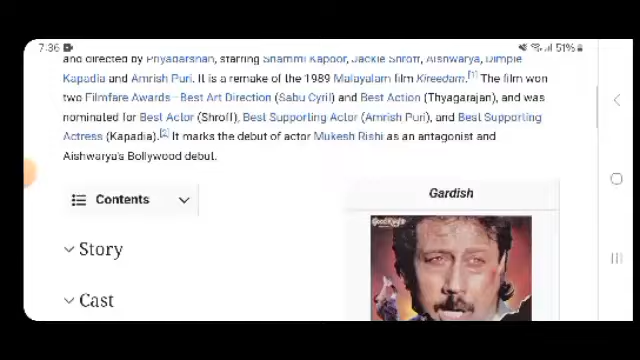 7:36 51%
and directed by Priyadarshan, starring Shammi Kapoor, Jackie Shroff, Aishwarya, Dimple
Kapadia and Amrish Puri. It is a remake of the 1989 Malayalam film Kireedam.[1] The film won
two Filmfare Awards–Best Art Direction (Sabu Cyril) and Best Action (Thyagarajan), and was
nominated for Best Actor (Shroff), Best Supporting Actor (Amrish Puri), and Best Supporting
Actress (Kapadia).[2] It marks the debut of actor Mukesh Rishi as an antagonist and
Aishwarya's Bollywood debut.
Contents
Gardish
Story
Cast